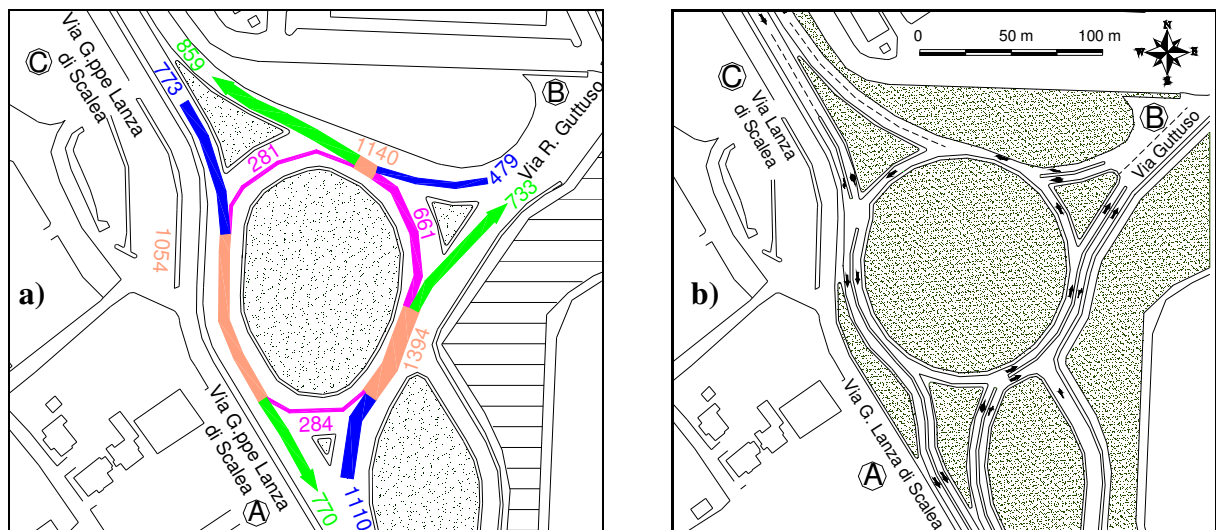 a)
C
Via G.ppe Lanza
di Scalea
859
773
281
1140
B
Via R. Guttuso
479
733
661
1054
1394
284
Via G.ppe Lanza
di Scalea
A
770
1110
b)
0 50 m 100 m
N
W E
S
C
Via Lanza
di Scalea
B
Via Guttuso
A
Via G. Lanza di Scalea